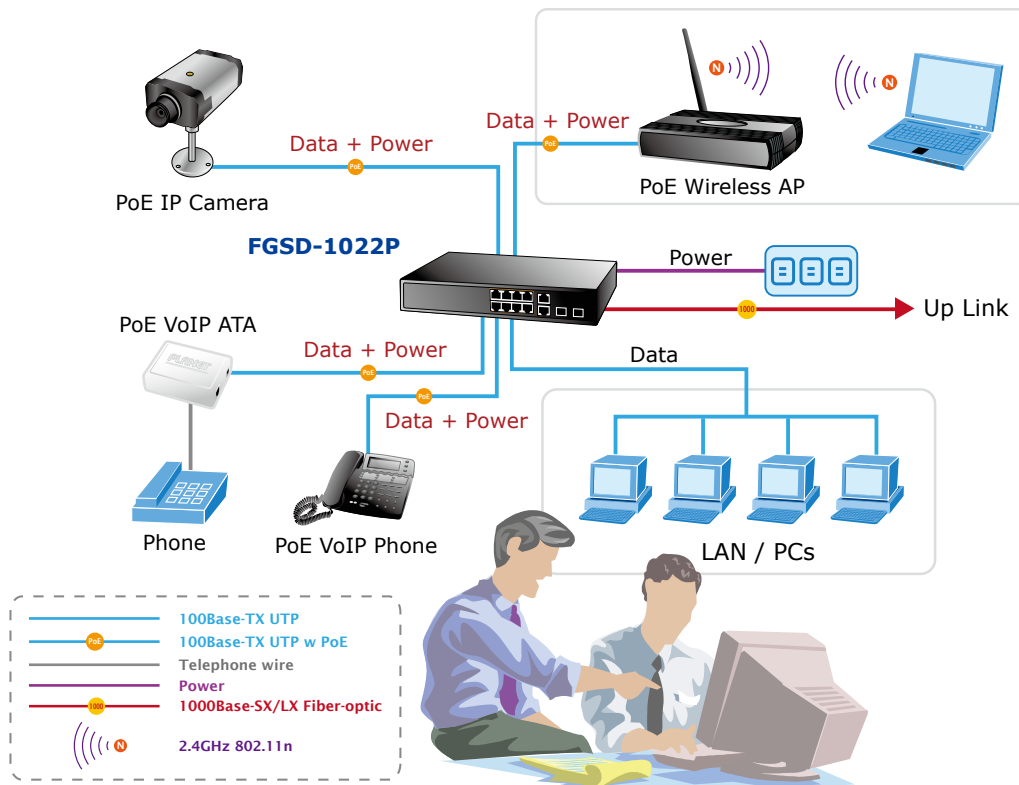 N
N
Data + Power
Data + Power
PoE
PoE
PoE Wireless AP
PoE IP Camera
FGSD-1022P
Power
1000
Up Link
PoE VoIP ATA
PLANET
Data + Power
PoE
Data
PoE
Data + Power
Phone
PoE VoIP Phone
LAN / PCs
100Base-TX UTP
PoE
100Base-TX UTP w PoE
Telephone wire
Power
1000
1000Base-SX/LX Fiber-optic
N
2.4GHz 802.11n